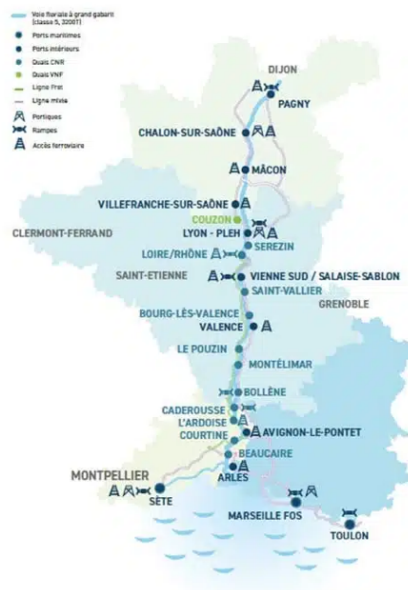 Voie fluviale à grand gabarit
(classe 5, 3200T)
Ports maritimes
Ports intérieurs
Quais CNR
Quais VNF
Ligne Fret
Ligne mixte
Portiques
Rampes
Accès ferroviaire
DIJON
PAGNY
CHALON-SUR-SAÔNE
MÂCON
VILLEFRANCHE-SUR-SAÔNE
COUZON
CLERMONT-FERRAND
LYON - PLEH
SEREZIN
LOIRE/RHÔNE
SAINT-ETIENNE
VIENNE SUD / SALAISE-SABLON
SAINT-VALLIER
GRENOBLE
BOURG-LÈS-VALENCE
VALENCE
LE POUZIN
MONTÉLIMAR
BOLLÈNE
CADEROUSSE
L'ARDOISE
COURTINE
AVIGNON-LE-PONTET
BEAUCAIRE
MONTPELLIER
ARLES
SÈTE
MARSEILLE FOS
TOULON